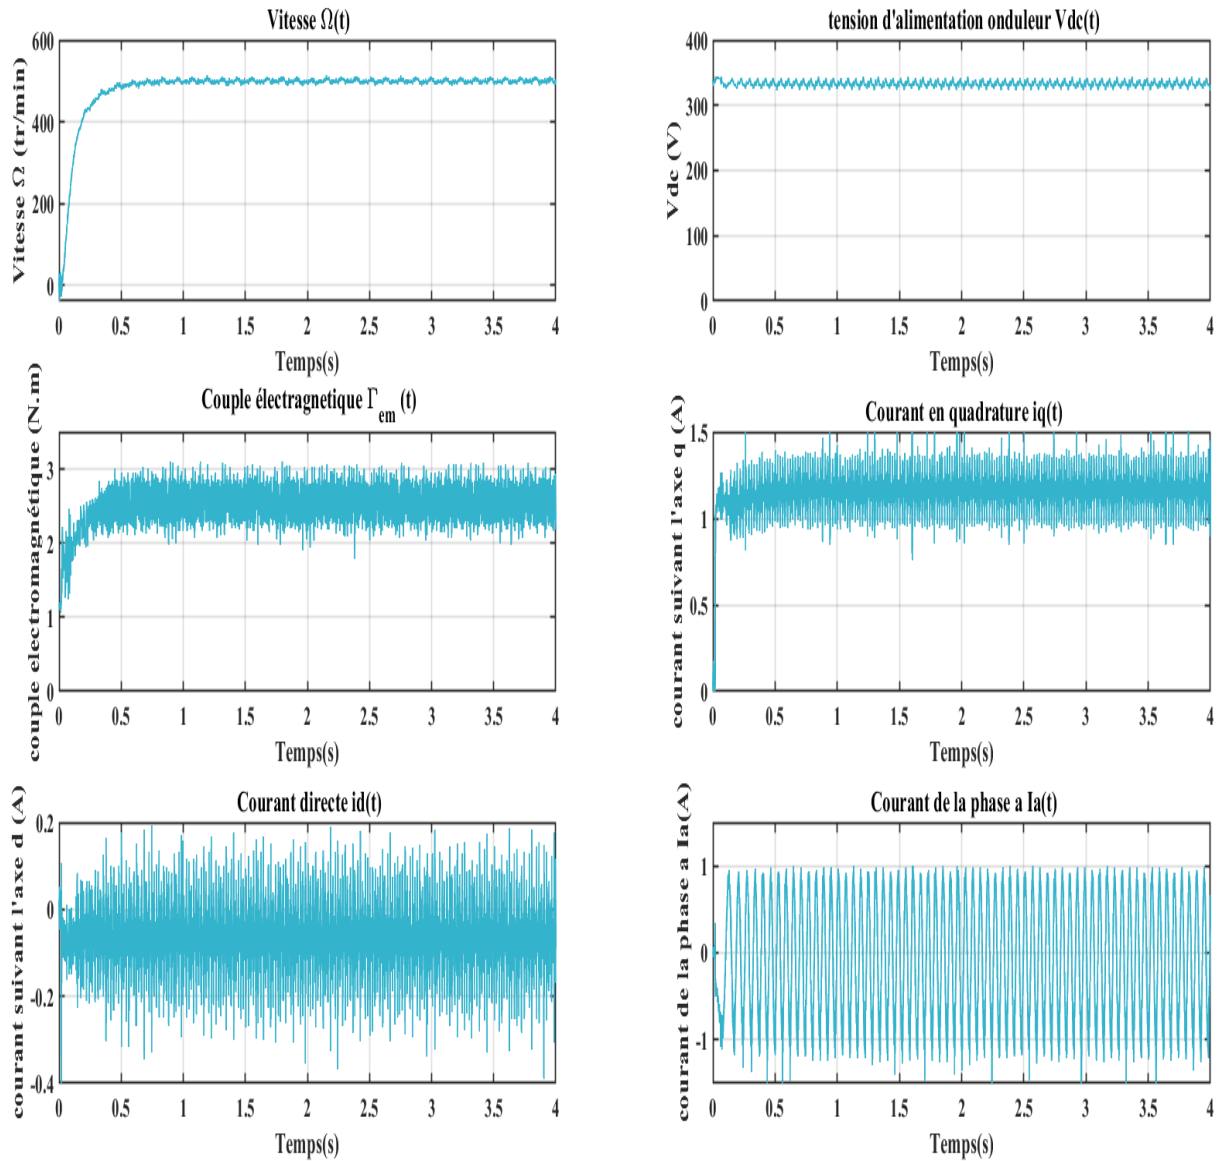 Vitesse Ω(t)
Vitesse Ω (tr/min)
600
400
200
0
0 0.5 1 1.5 2 2.5 3 3.5 4
Temps(s)
tension d'alimentation onduleur Vdc(t)
Vdc (V)
400
300
200
100
0
0 0.5 1 1.5 2 2.5 3 3.5 4
Temps(s)
Couple électragnetique Γem (t)
couple electromagnétique (N.m)
3
2
1
0
0 0.5 1 1.5 2 2.5 3 3.5 4
Temps(s)
Courant en quadrature iq(t)
courant suivant l'axe q (A)
1.5
1
0.5
0
0 0.5 1 1.5 2 2.5 3 3.5 4
Temps(s)
Courant directe id(t)
courant suivant l'axe d (A)
0.2
0
-0.2
-0.4
0 0.5 1 1.5 2 2.5 3 3.5 4
Temps(s)
Courant de la phase a Ia(t)
courant de la phase a Ia(A)
1
0
-1
0 0.5 1 1.5 2 2.5 3 3.5 4
Temps(s)